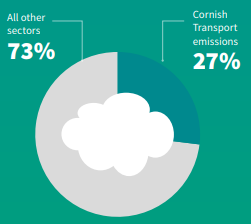 All other
sectors
73%
Cornish
Transport
emissions
27%